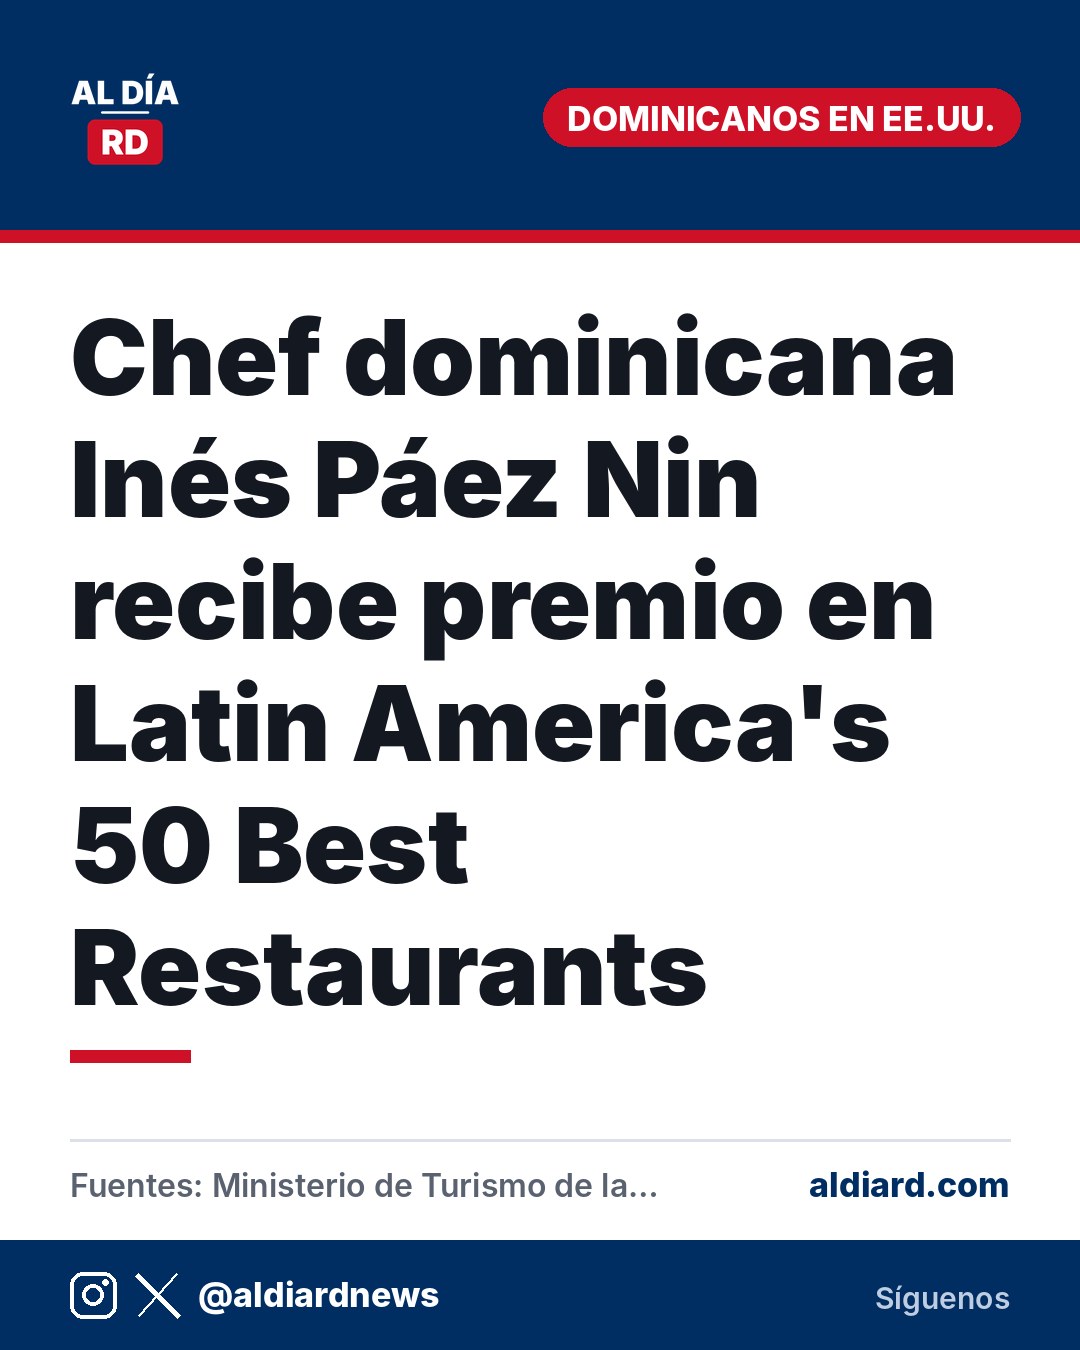 AL DÍA
RD
DOMINICANOS EN EE.UU.
Chef dominicana
Inés Páez Nin
recibe premio en
Latin America's
50 Best
Restaurants
Fuentes: Ministerio de Turismo de la...
aldiard.com
@aldiardnews
Síguenos